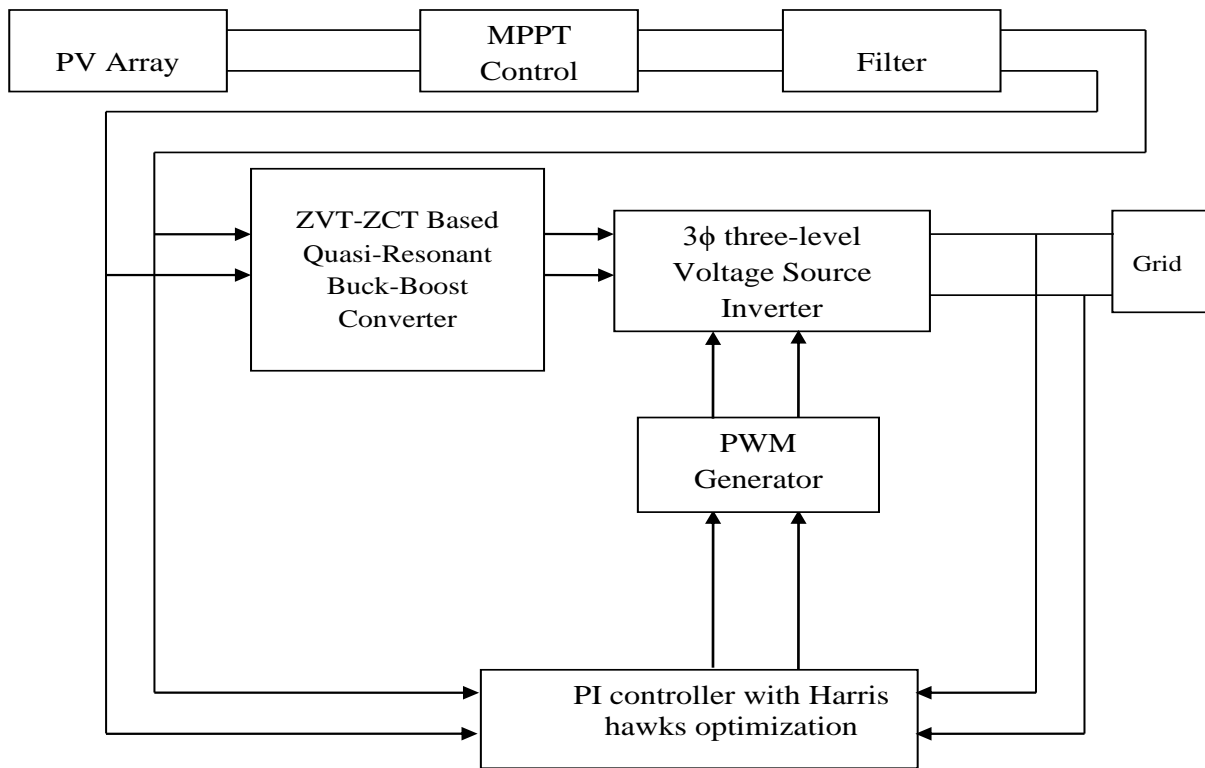 PV Array
MPPT
Control
Filter
ZVT-ZCT Based
Quasi-Resonant
Buck-Boost
Converter
3ϕ three-level
Voltage Source
Inverter
Grid
PWM
Generator
PI controller with Harris
hawks optimization